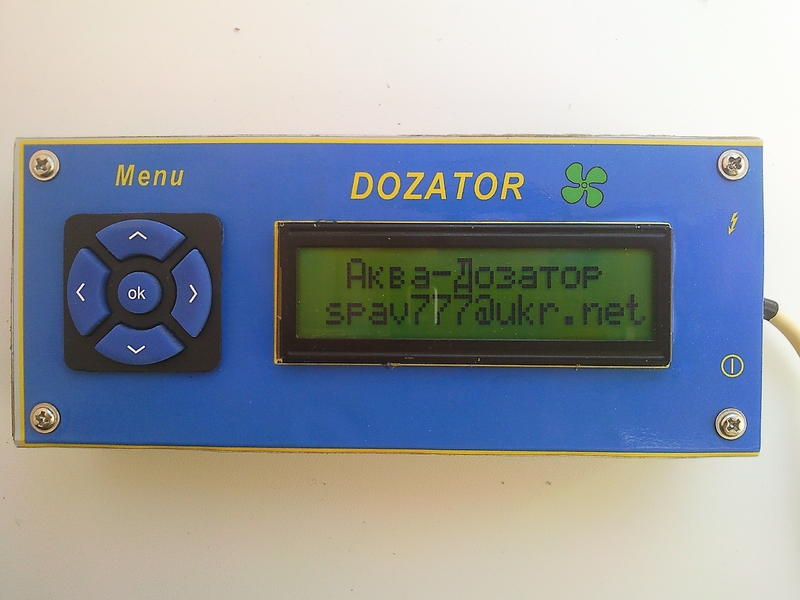 Menu
DOZATOR
ok
Аква-Дозатор
spav777@ukr.net